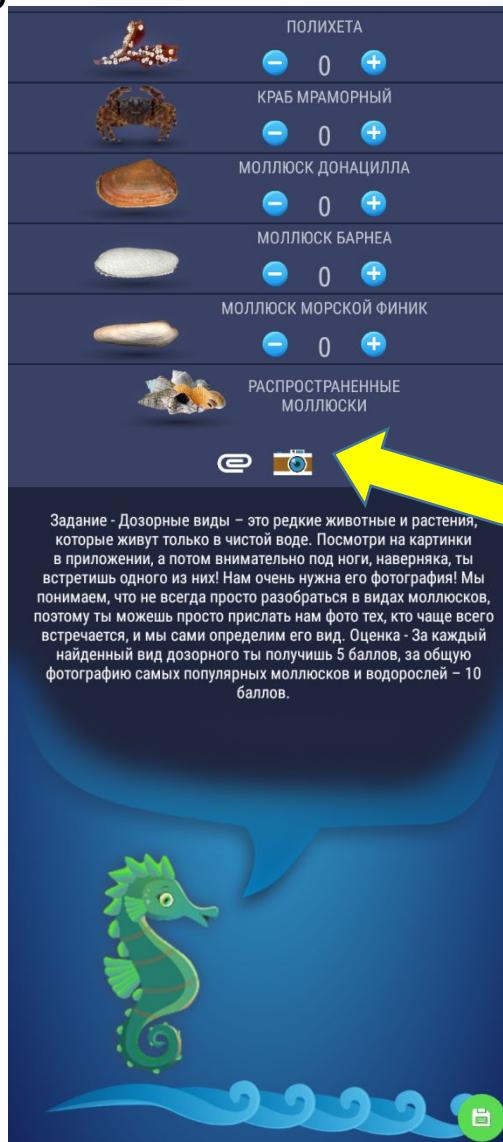 ПОЛИХЕТА
0
КРАБ МРАМОРНЫЙ
0
МОЛЛЮСК ДОНАЦИЛЛА
0
МОЛЛЮСК БАРНЕА
0
МОЛЛЮСК МОРСКОЙ ФИНИК
0
РАСПРОСТРАНЕННЫЕ
МОЛЛЮСКИ
Задание - Дозорные виды – это редкие животные и растения,
которые живут только в чистой воде. Посмотри на картинки
в приложении, а потом внимательно под ноги, наверняка, ты
встретишь одного из них! Нам очень нужна его фотография! Мы
понимаем, что не всегда просто разобраться в видах моллюсков,
поэтому ты можешь просто прислать нам фото тех, кто чаще всего
встречается, и мы сами определим его вид. Оценка - За каждый
найденный вид дозорного ты получишь 5 баллов, за общую
фотографию самых популярных моллюсков и водорослей – 10
баллов.